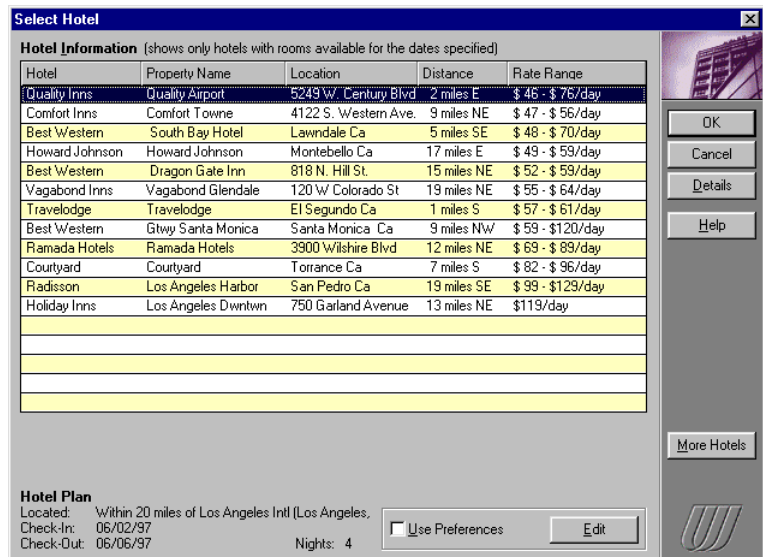 Select Hotel
Hotel Information (shows only hotels with rooms available for the dates specified)
Hotel Property Name Location Distance Rate Range
Quality Inns Quality Airport 5249 W. Century Blvd 2 miles E $ 46 - $ 76/day
Comfort Inns Comfort Towne 4122 S. Western Ave. 9 miles NE $ 47 - $ 56/day
Best Western South Bay Hotel Lawndale Ca 5 miles SE $ 48 - $ 70/day
Howard Johnson Howard Johnson Montebello Ca 17 miles E $ 49 - $ 59/day
Best Western Dragon Gate Inn 818 N. Hill St. 15 miles NE $ 52 - $ 59/day
Vagabond Inns Vagabond Glendale 120 W Colorado St 19 miles NE $ 55 - $ 64/day
Travelodge Travelodge El Segundo Ca 1 miles S $ 57 - $ 61/day
Best Western Gtwy Santa Monica Santa Monica Ca 9 miles NW $ 59 - $120/day
Ramada Hotels Ramada Hotels 3900 Wilshire Blvd 12 miles NE $ 69 - $ 89/day
Courtyard Courtyard Torrance Ca 7 miles S $ 82 - $ 96/day
Radisson Los Angeles Harbor San Pedro Ca 19 miles SE $ 99 - $129/day
Holiday Inns Los Angeles Dwntwn 750 Garland Avenue 13 miles NE $119/day
OK
Cancel
Details
Help
More Hotels
Hotel Plan
Located: Within 20 miles of Los Angeles Intl (Los Angeles,
Check-In: 06/02/97
Check-Out: 06/06/97 Nights: 4
Use Preferences Edit